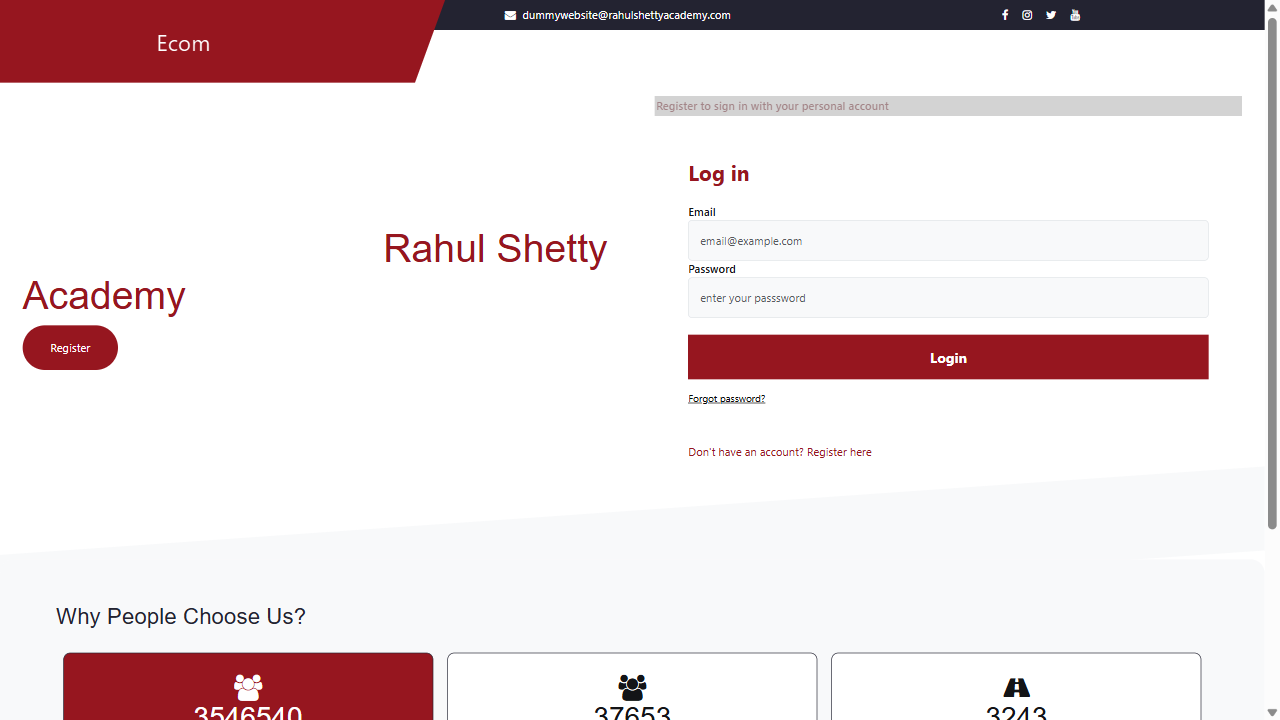 dummywebsite@rahulshettyacademy.com
Ecom
Register to sign in with your personal account
Log in
Email
email@example.com
Password
enter your passsword
Login
Forgot password?
Don't have an account? Register here
Rahul Shetty
Academy
Register
Why People Choose Us?
3546540
37653
3243